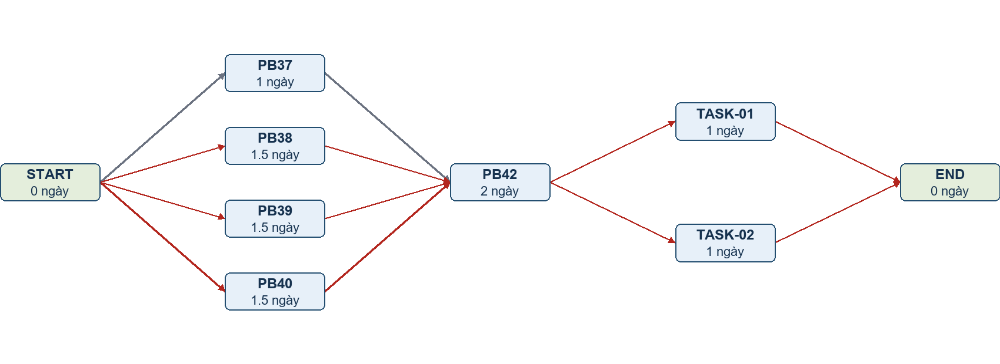 START
0 ngày
PB37
1 ngày
PB38
1.5 ngày
PB39
1.5 ngày
PB40
1.5 ngày
PB42
2 ngày
TASK-01
1 ngày
TASK-02
1 ngày
END
0 ngày